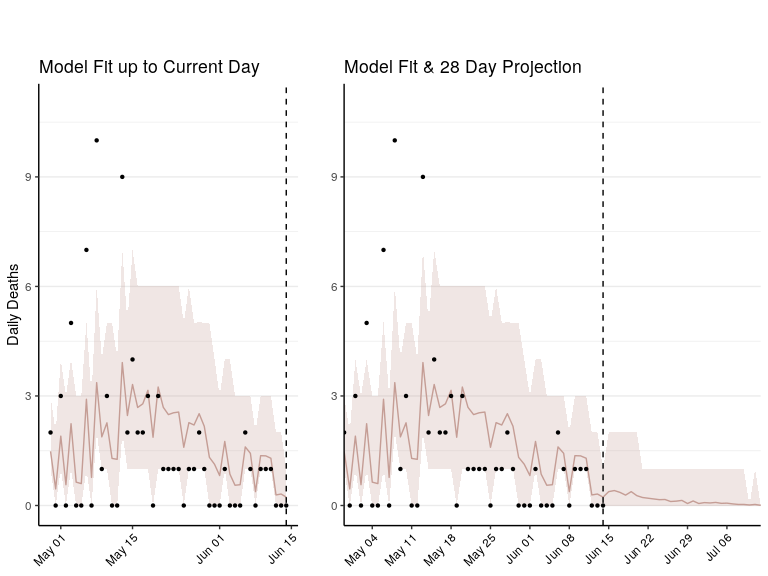 Model Fit up to Current Day
Daily Deaths
9
6
3
0
May 01
May 15
Jun 01
Jun 15
Model Fit & 28 Day Projection
9
6
3
0
May 04
May 11
May 18
May 25
Jun 01
Jun 08
Jun 15
Jun 22
Jun 29
Jul 06